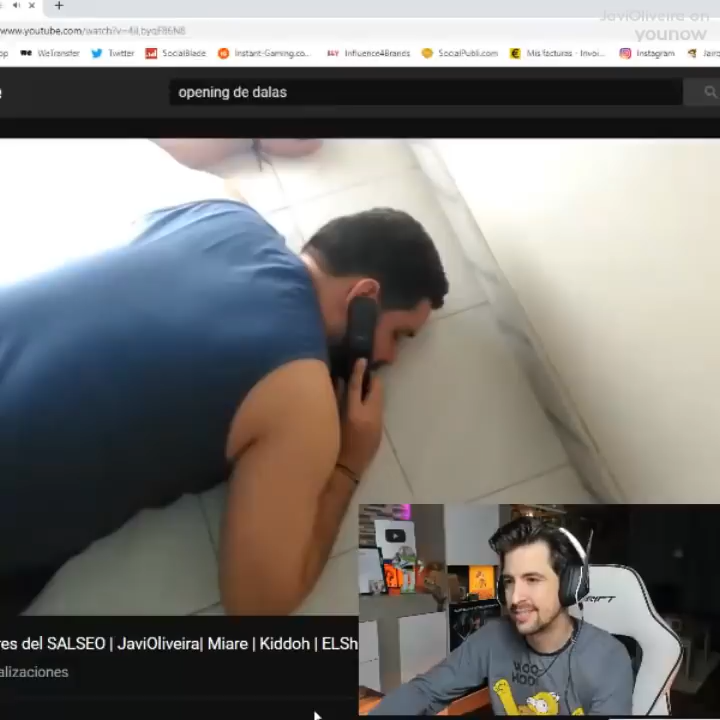 JaviOliveira on
younow
www.youtube.com/watch?v=
WeTransfer Twitter SocialBlade Instant-Gaming.co... Influence4Brands SocialPubli.com Mis facturas - Invoi... Instagram
opening de dalas
res del SALSEO | JaviOliveira| Miare | Kiddoh | ELSh
alizaciones